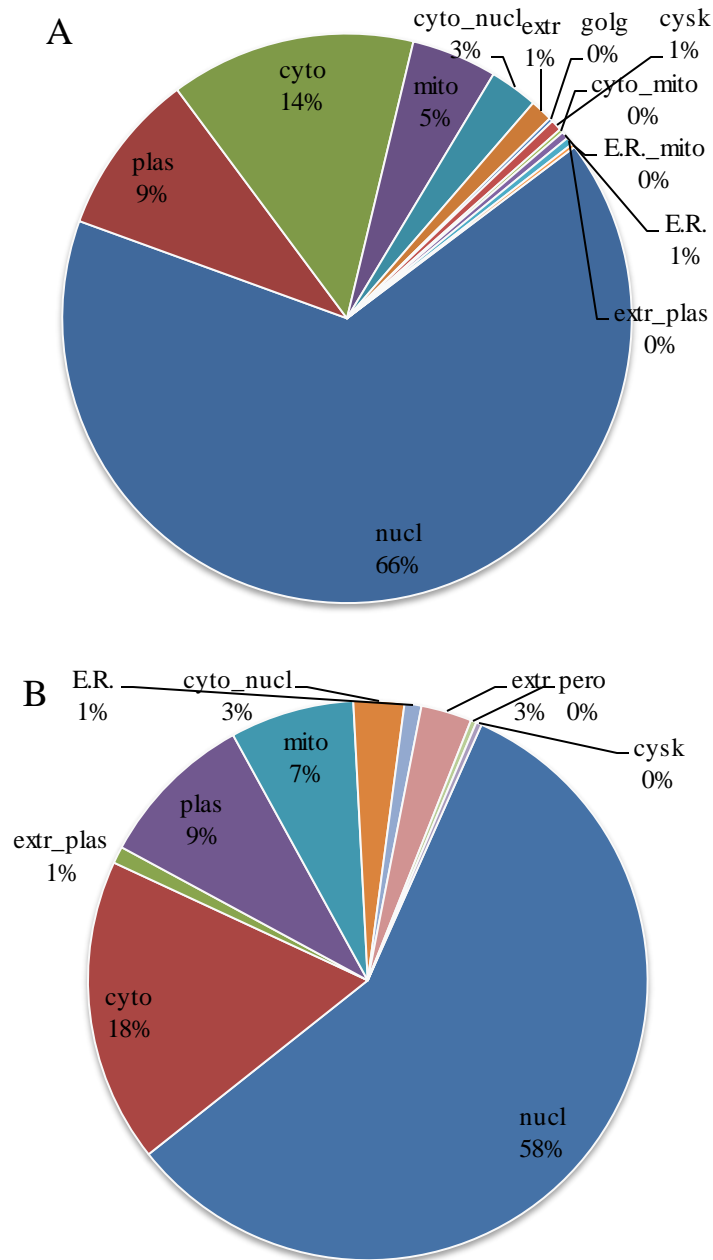 A
cyto
14%
mito
5%
cyto_nucl
3%
extr
1%
golg
0%
cysk
1%
cyto_mito
0%
E.R._mito
0%
E.R.
1%
extr_plas
0%
plas
9%
nucl
66%
B
E.R.
1%
cyto_nucl
3%
extr
3%
pero
0%
cysk
0%
mito
7%
plas
9%
extr_plas
1%
cyto
18%
nucl
58%